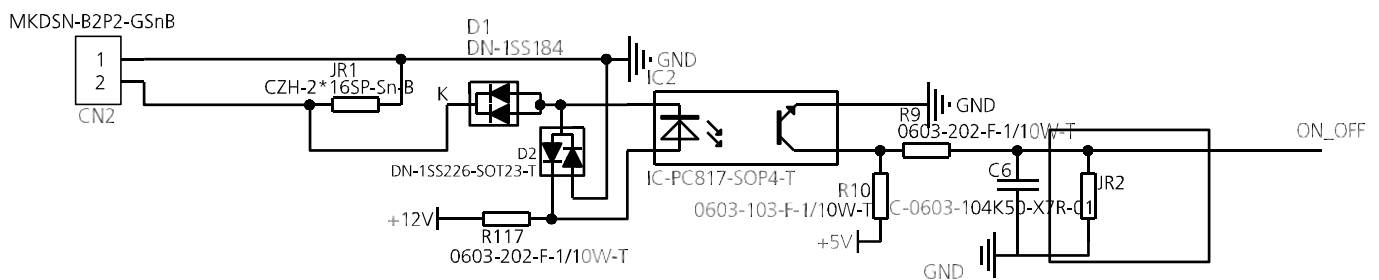 MKDSN-B2P2-GSnB
1
2
CN2
JR1
CZH-2*16SP-Sn-B
D1
DN-1SS184
K
GND
IC2
D2
DN-1SS226-SOT23-T
IC-PC817-SOP4-T
+12V
R117
0603-202-F-1/10W-T
GND
R9
0603-202-F-1/10W-T
ON_OFF
R10
0603-103-F-1/10W-T
+5V
C6
C-0603-104K50-X7R-01
JR2
GND